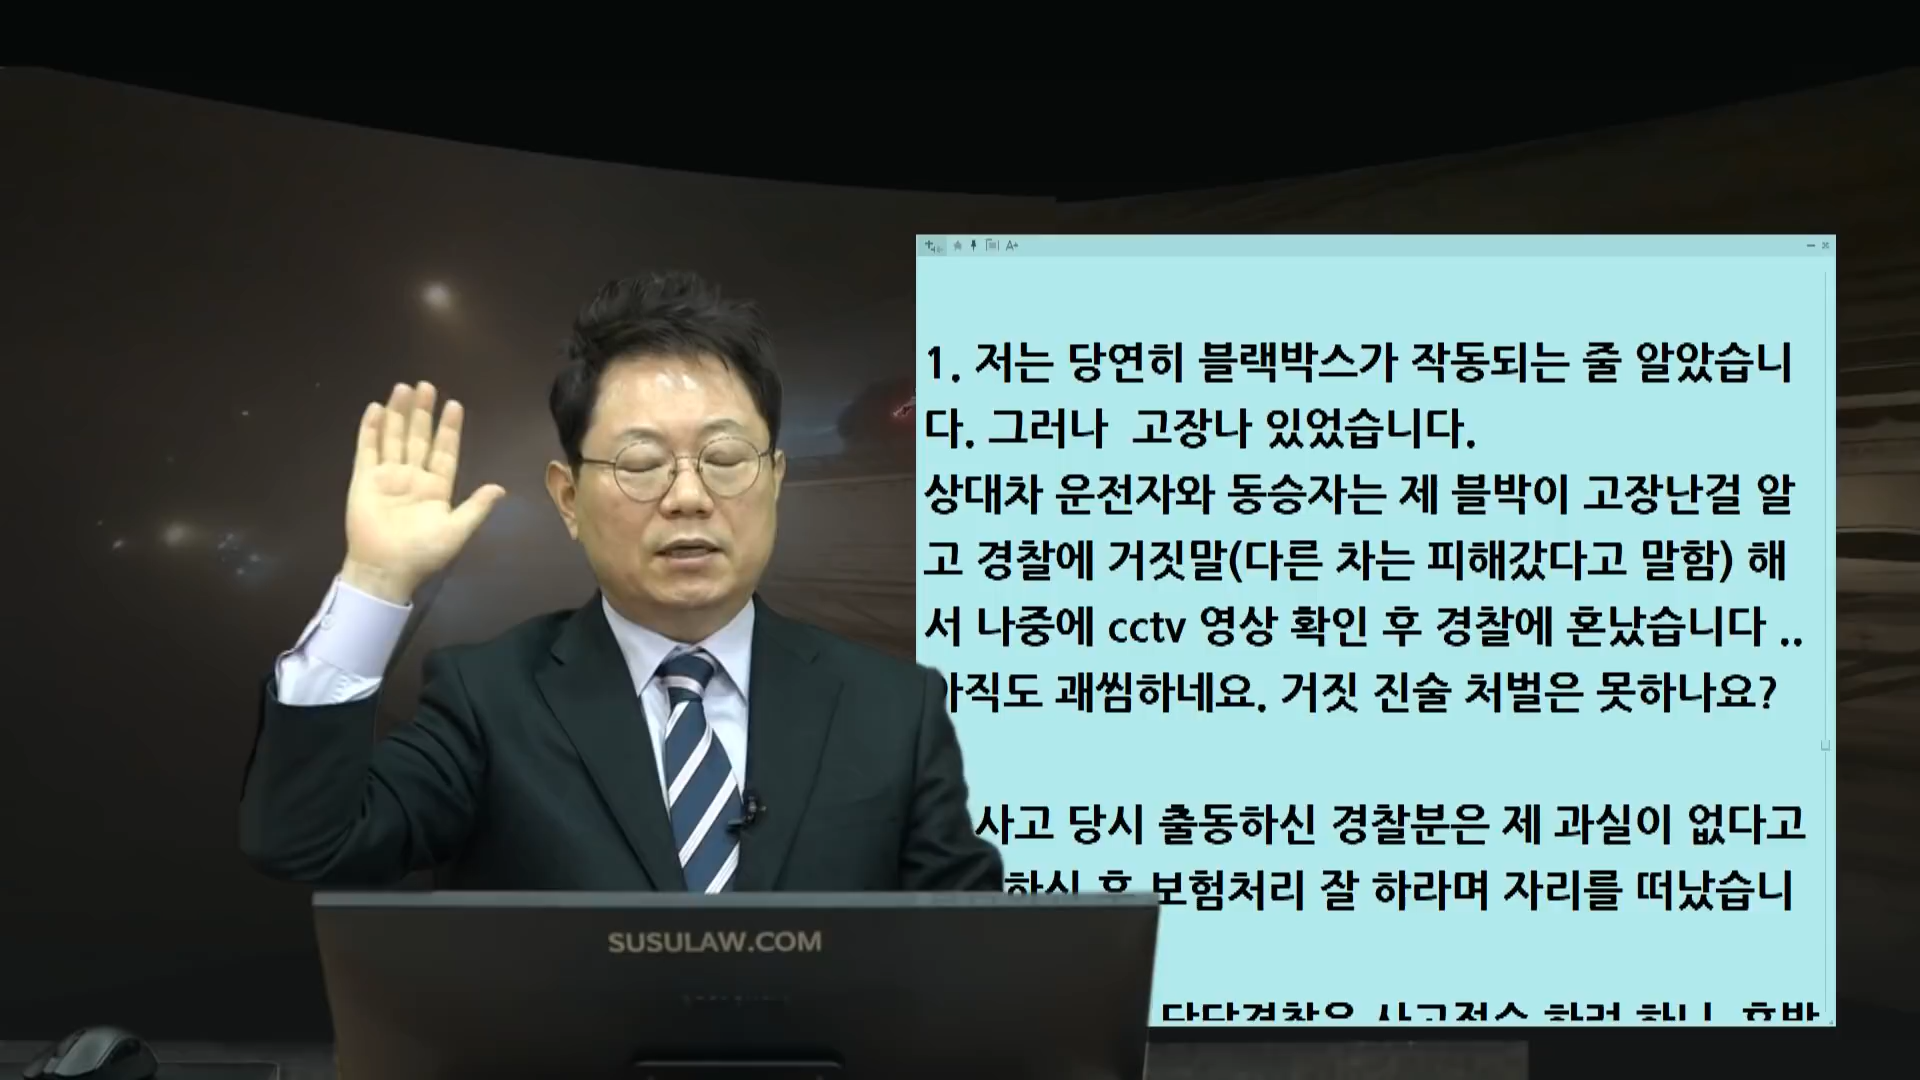 1. 저는 당연히 블랙박스가 작동되는 줄 알았습니
다. 그러나 고장나 있었습니다.
상대차 운전자와 동승자는 제 블박이 고장난걸 알
고 경찰에 거짓말(다른 차는 피해갔다고 말함) 해
서 나중에 cctv 영상 확인 후 경찰에 혼났습니다 ..
괘씸하네요. 거짓 진술 처벌은 못하나요?
사고 당시 출동하신 경찰분은 제 과실이 없다고
후 보험처리 잘 하라며 자리를 떠났습니
SUSULAW.COM